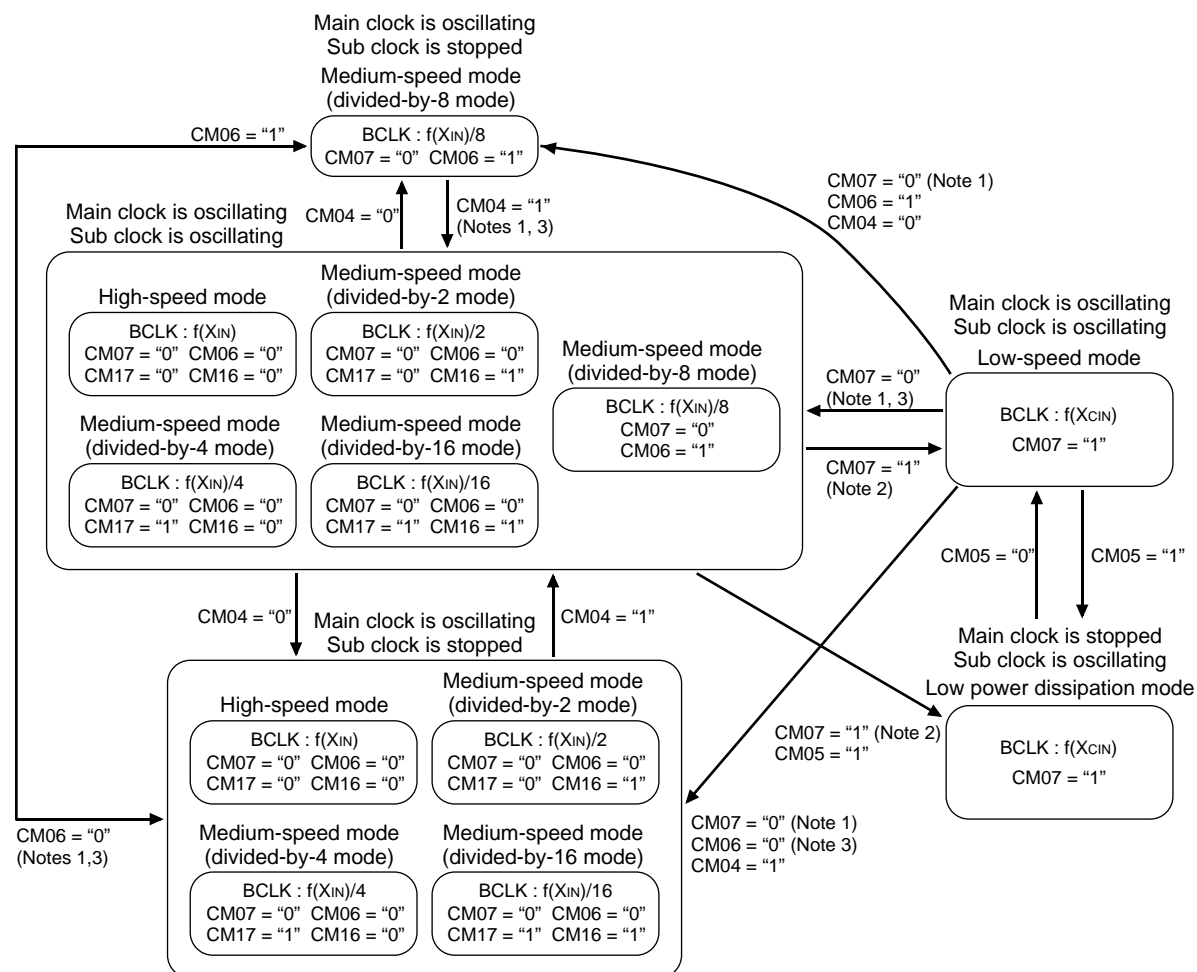 Main clock is oscillating
Sub clock is stopped
Medium-speed mode
(divided-by-8 mode)
CM06 = “1”
BCLK : f(XIN)/8
CM07 = “0” CM06 = “1”
CM07 = “0” (Note 1)
CM06 = “1”
CM04 = “0”
Main clock is oscillating
Sub clock is oscillating
CM04 = “0”
CM04 = “1”
(Notes 1, 3)
High-speed mode
BCLK : f(XIN)
CM07 = “0” CM06 = “0”
CM17 = “0” CM16 = “0”
Medium-speed mode
(divided-by-2 mode)
BCLK : f(XIN)/2
CM07 = “0” CM06 = “0”
CM17 = “0” CM16 = “1”
Medium-speed mode
(divided-by-8 mode)
BCLK : f(XIN)/8
CM07 = “0”
CM06 = “1”
Medium-speed mode
(divided-by-4 mode)
BCLK : f(XIN)/4
CM07 = “0” CM06 = “0”
CM17 = “1” CM16 = “0”
Medium-speed mode
(divided-by-16 mode)
BCLK : f(XIN)/16
CM07 = “0” CM06 = “0”
CM17 = “1” CM16 = “1”
CM07 = “0”
(Note 1, 3)
CM07 = “1”
(Note 2)
Main clock is oscillating
Sub clock is oscillating
Low-speed mode
BCLK : f(XCIN)
CM07 = “1”
CM05 = “0”
CM05 = “1”
Main clock is stopped
Sub clock is oscillating
Low power dissipation mode
BCLK : f(XCIN)
CM07 = “1”
CM04 = “0”
Main clock is oscillating
Sub clock is stopped
CM04 = “1”
CM07 = “1” (Note 2)
CM05 = “1”
High-speed mode
BCLK : f(XIN)
CM07 = “0” CM06 = “0”
CM17 = “0” CM16 = “0”
Medium-speed mode
(divided-by-2 mode)
BCLK : f(XIN)/2
CM07 = “0” CM06 = “0”
CM17 = “0” CM16 = “1”
CM06 = “0”
(Notes 1,3)
Medium-speed mode
(divided-by-4 mode)
BCLK : f(XIN)/4
CM07 = “0” CM06 = “0”
CM17 = “1” CM16 = “0”
Medium-speed mode
(divided-by-16 mode)
BCLK : f(XIN)/16
CM07 = “0” CM06 = “0”
CM17 = “1” CM16 = “1”
CM07 = “0” (Note 1)
CM06 = “0” (Note 3)
CM04 = “1”